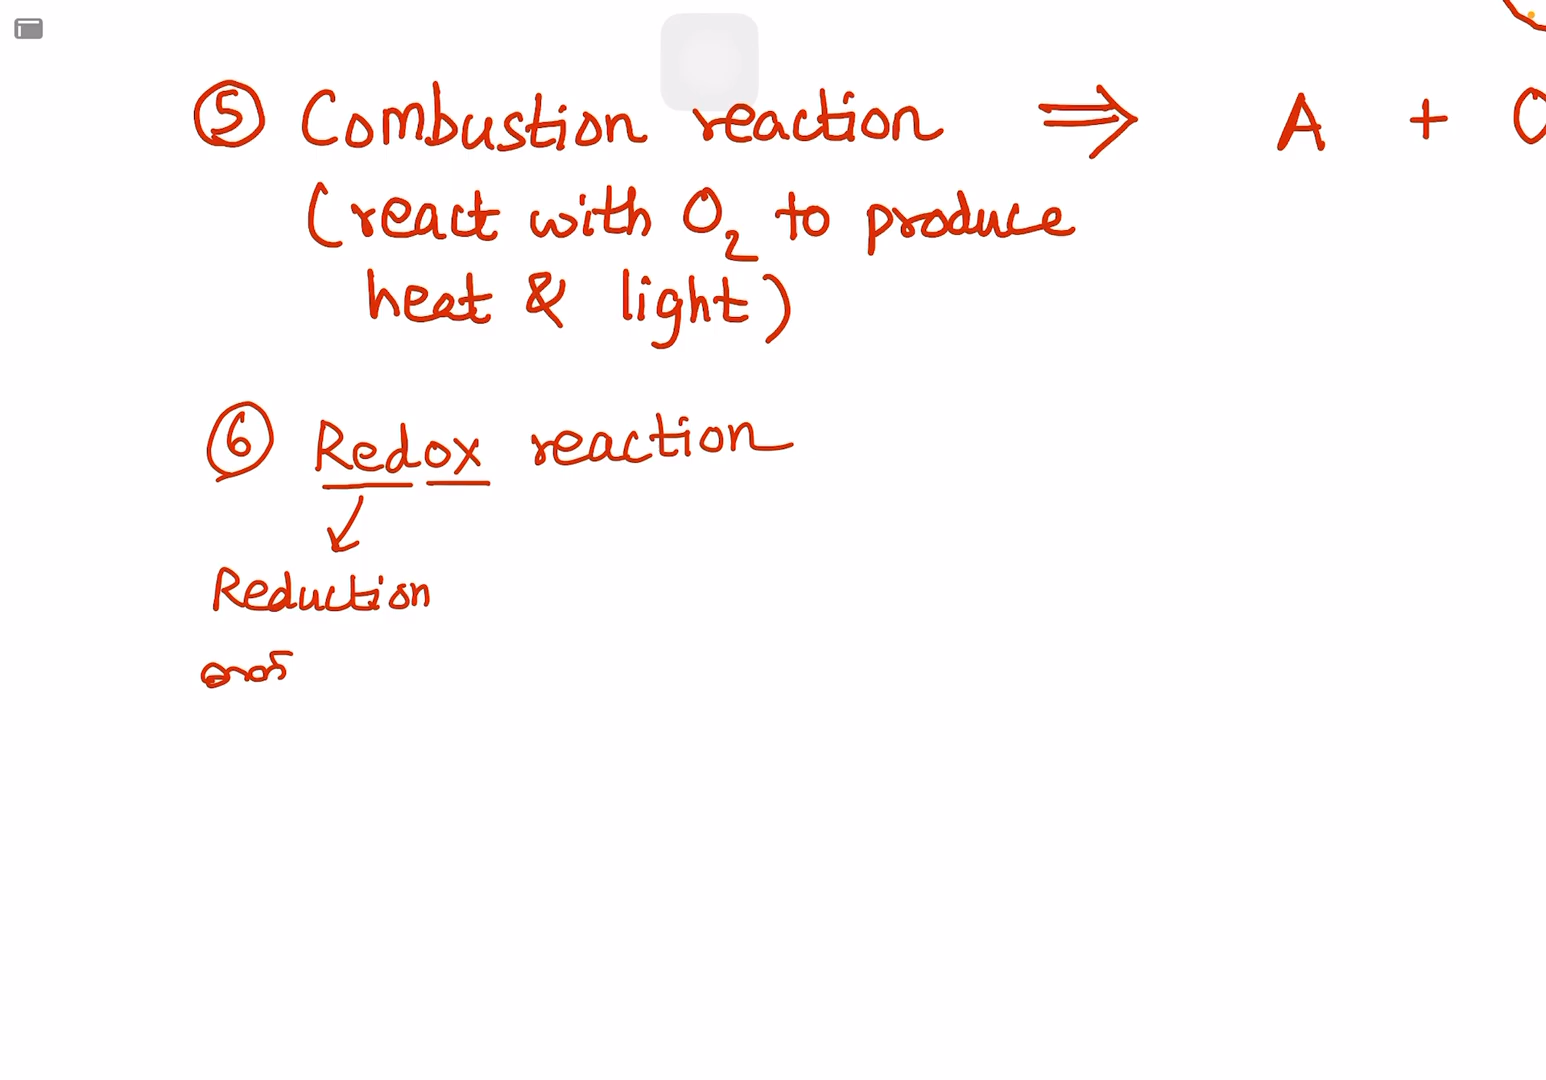 ⑤ Combustion reaction ⇒ A +
(react with O₂ to produce
heat & light)
⑥ Redox reaction
↙
Reduction